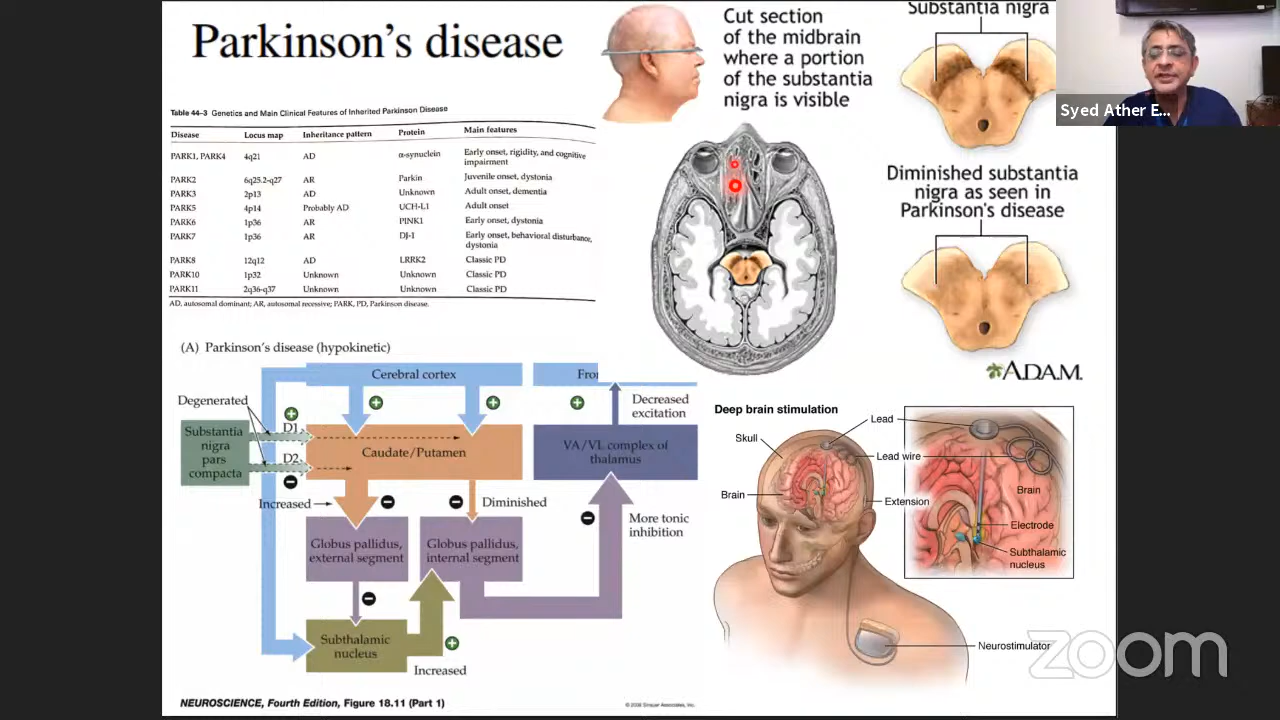 Parkinson's disease
Table 44–3 Genetics and Main Clinical Features of Inherited Parkinson Disease
Disease Locus map Inheritance pattern Protein Main features
PARK1, PARK4 4q21 AD α-synuclein Early onset, rigidity, and cognitive
impairment
PARK2 6q25.2-q27 AR Parkin Juvenile onset, dystonia
PARK3 2p13 AD Unknown Adult onset, dementia
PARK5 4p14 Probably AD UCH-L1 Adult onset
PARK6 1p36 AR PINK1 Early onset, dystonia
PARK7 1p36 AR DJ-1 Early onset, behavioral disturbance,
dystonia
PARK8 12q12 AD LRRK2 Classic PD
PARK10 1p32 Unknown Unknown Classic PD
PARK11 2q36-q37 Unknown Unknown Classic PD
AD, autosomal dominant; AR, autosomal recessive; PARK, PD, Parkinson disease.
Cut section
of the midbrain
where a portion
of the substantia
nigra is visible
Substantia nigra
Syed Ather E...
Diminished substantia
nigra as seen in
Parkinson's disease
A.D.A.M.
(A) Parkinson's disease (hypokinetic)
Cerebral cortex
Fron
Degenerated
D1
D2
Substantia
nigra
pars
compacta
Caudate/Putamen
Decreased
excitation
VA/VL complex of
thalamus
Increased
Diminished
Globus pallidus,
external segment
Globus pallidus,
internal segment
More tonic
inhibition
Subthalamic
nucleus
Increased
NEUROSCIENCE, Fourth Edition, Figure 18.11 (Part 1)
© 2008 Sinauer Associates, Inc.
Deep brain stimulation
Skull
Brain
Lead
Lead wire
Extension
Brain
Electrode
Subthalamic
nucleus
Neurostimulator
zoom